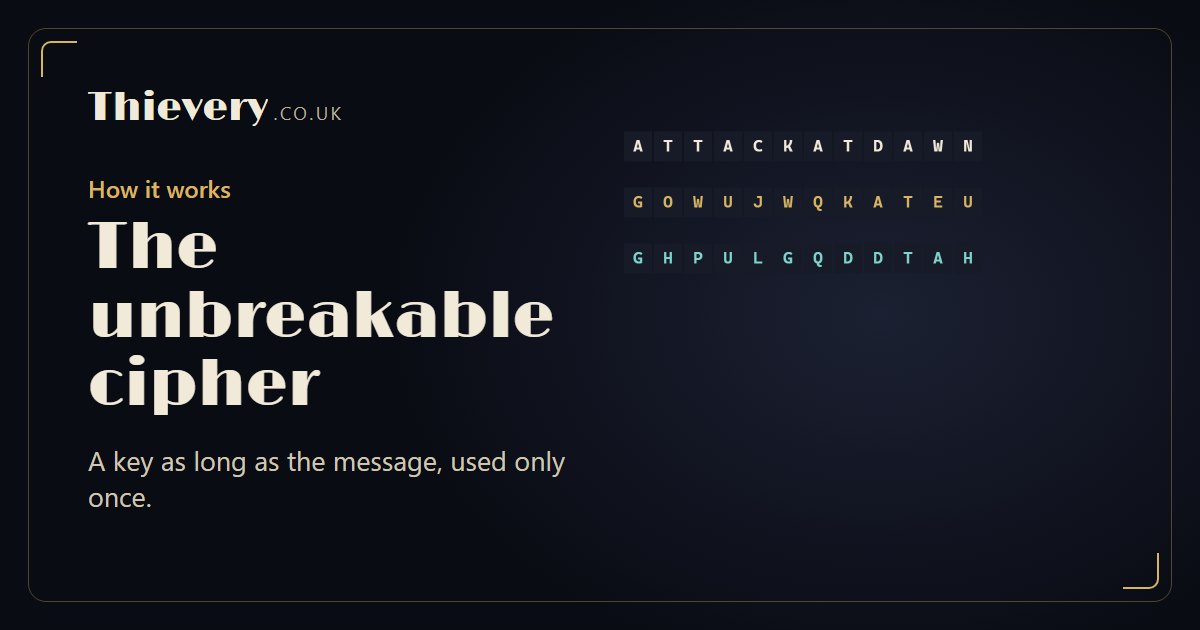 Thievery.CO.UK
How it works
The
unbreakable
cipher
A key as long as the message, used only
once.
A T T A C K A T D A W N
G O W U J W Q K A T E U
G H P U L G Q D D T A H